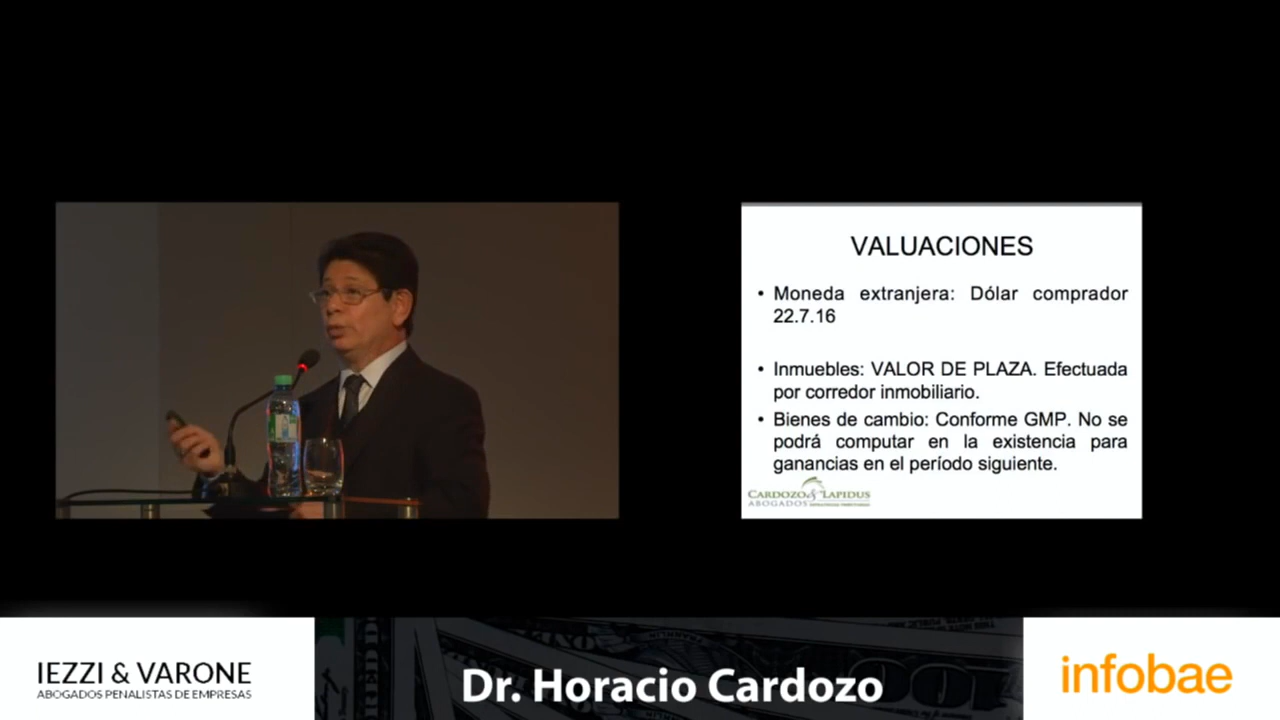 VALUACIONES
• Moneda extranjera: Dólar comprador
22.7.16
• Inmuebles: VALOR DE PLAZA. Efectuada
por corredor inmobiliario.
• Bienes de cambio: Conforme GMP. No se
podrá computar en la existencia para
ganancias en el período siguiente.
CARDOZO & LAPIDUS
ABOGADOS
IEZZI & VARONE
ABOGADOS PENALISTAS DE EMPRESAS
Dr. Horacio Cardozo
infobae